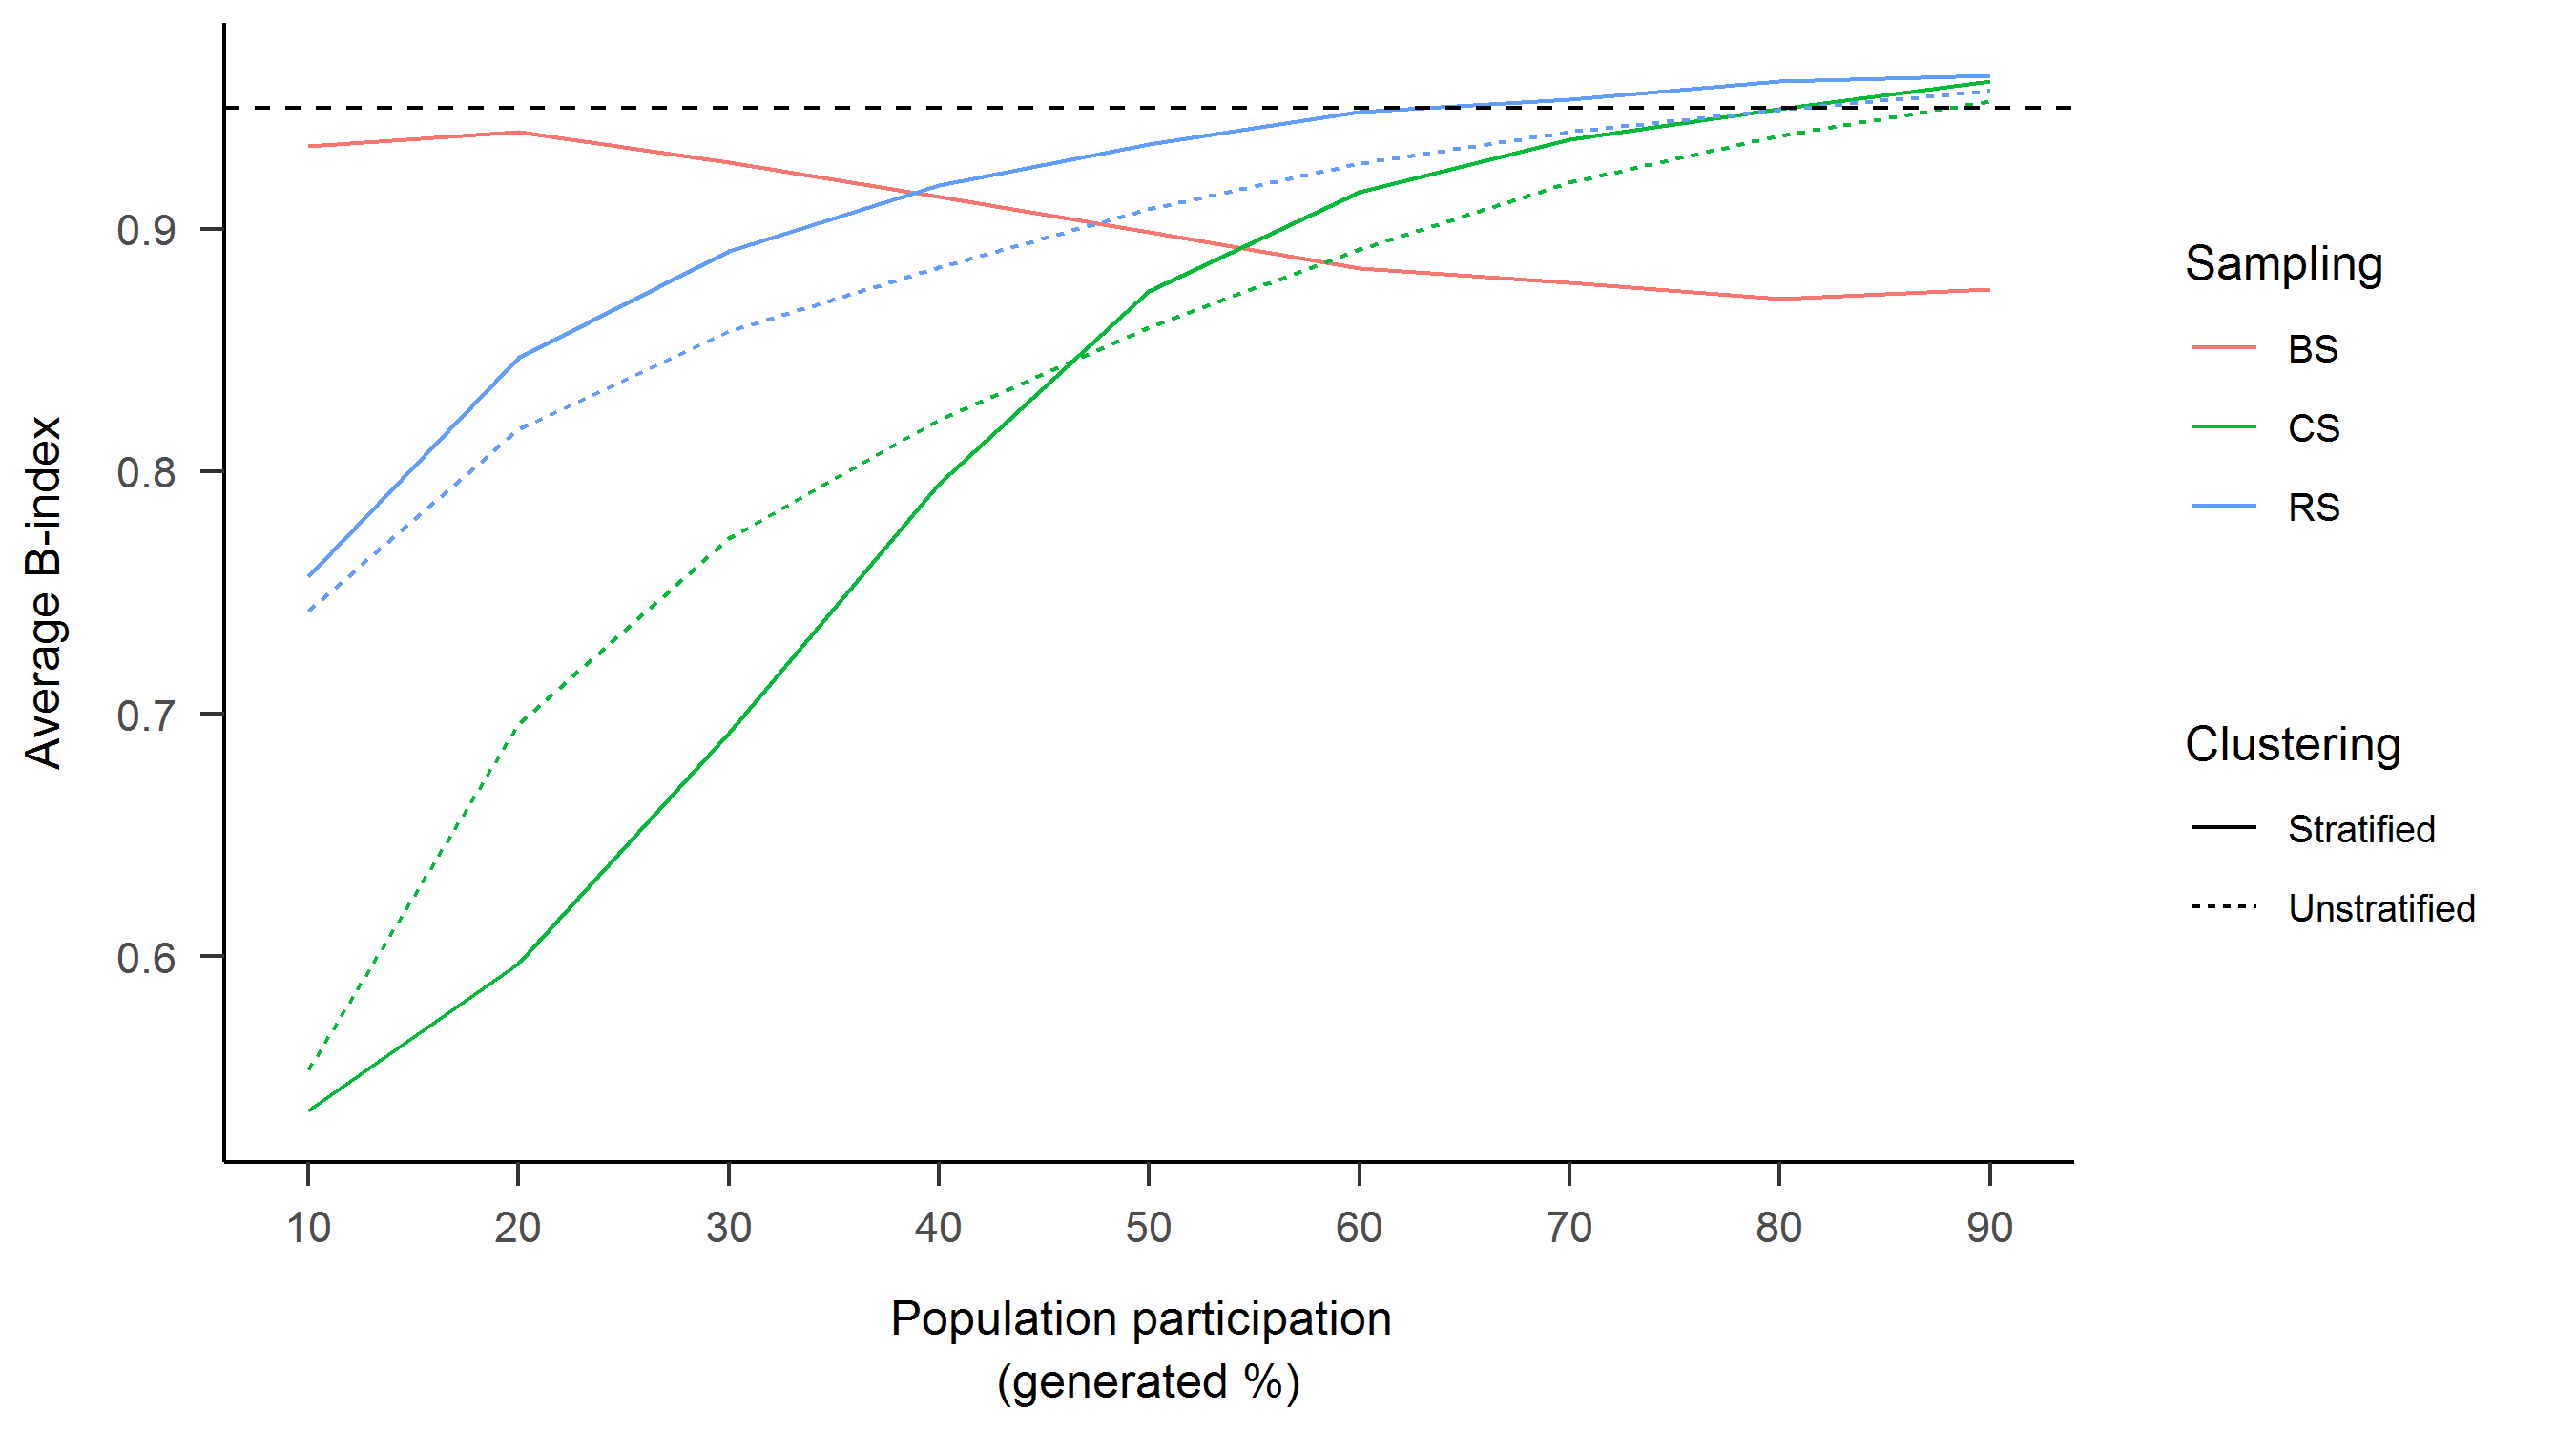 Average B-index
0.9
0.8
0.7
0.6
10 20 30 40 50 60 70 80 90
Population participation
(generated %)
Sampling
BS
CS
RS
Clustering
Stratified
Unstratified